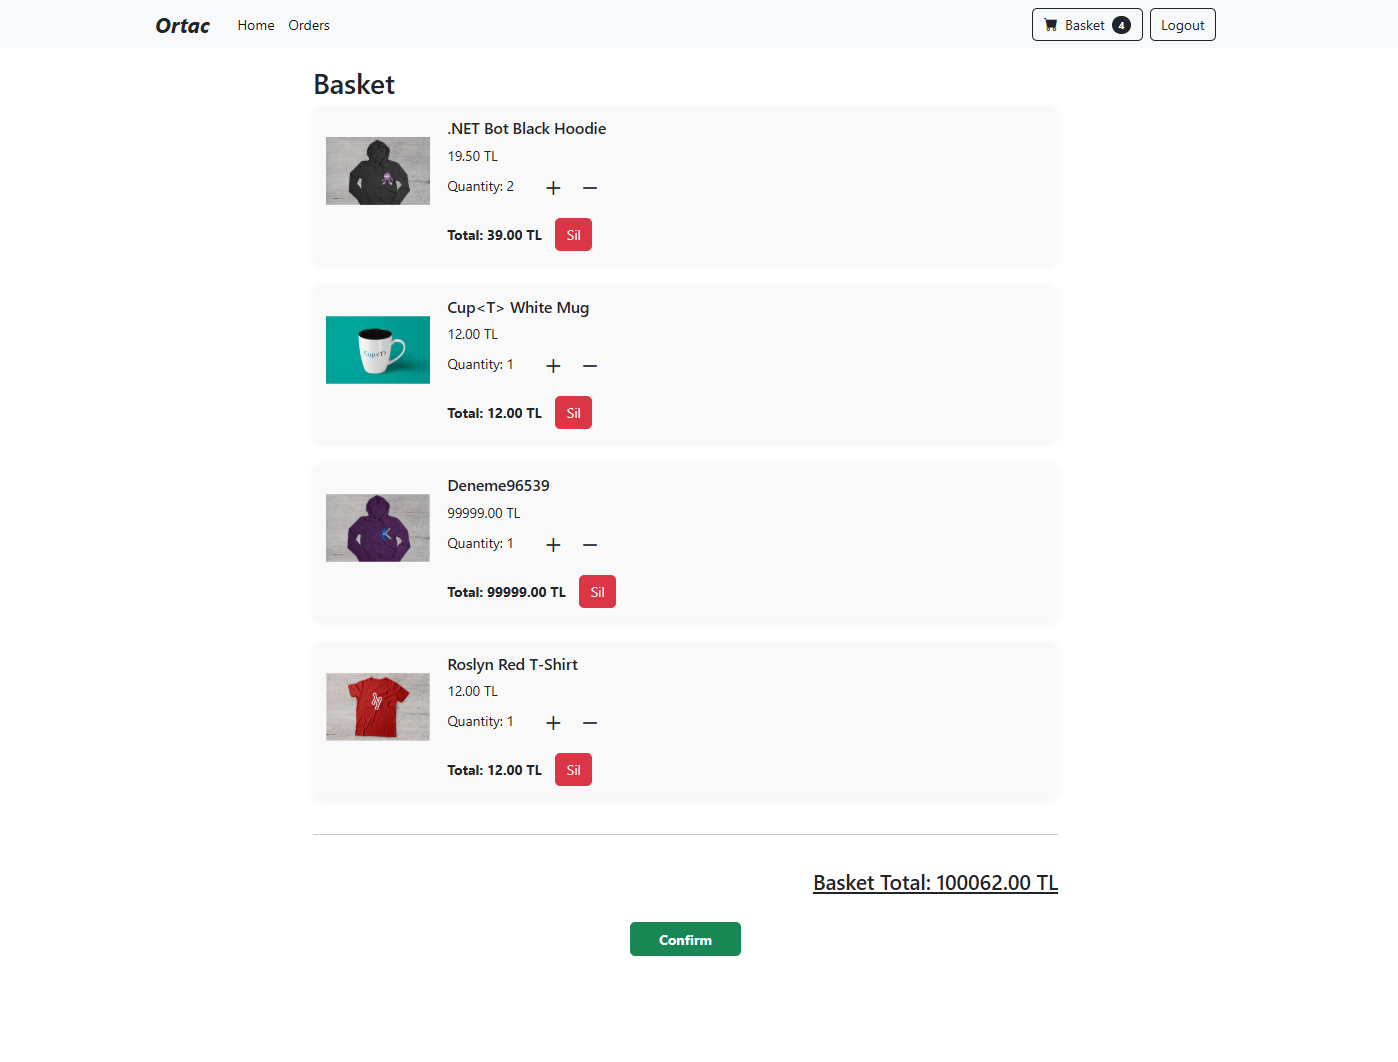 Ortac Home Orders Basket 4 Logout
Basket
.NET Bot Black Hoodie
19.50 TL
Quantity: 2 + −
Total: 39.00 TL Sil
Cup<T> White Mug
12.00 TL
Cup<T>
Quantity: 1 + −
Total: 12.00 TL Sil
Deneme96539
99999.00 TL
Quantity: 1 + −
Total: 99999.00 TL Sil
Roslyn Red T-Shirt
12.00 TL
Quantity: 1 + −
Total: 12.00 TL Sil
Basket Total: 100062.00 TL
Confirm